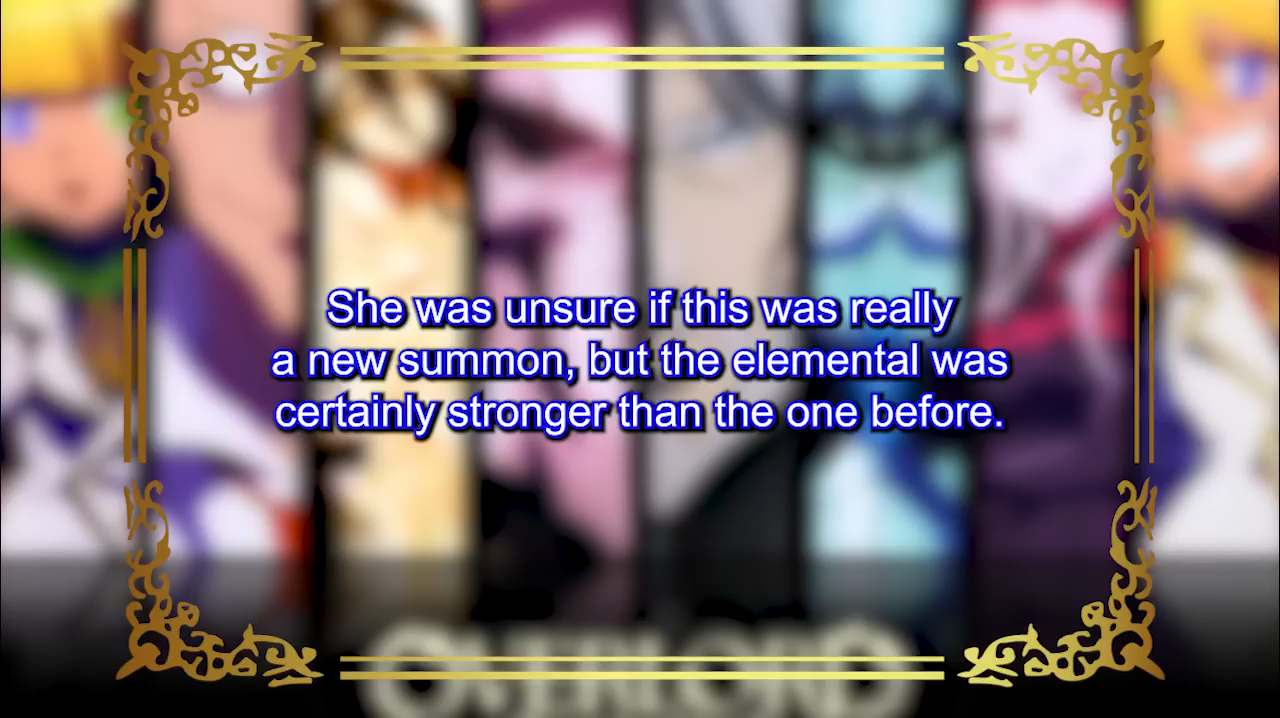 She was unsure if this was really
a new summon, but the elemental was
certainly stronger than the one before.
OVERLORD